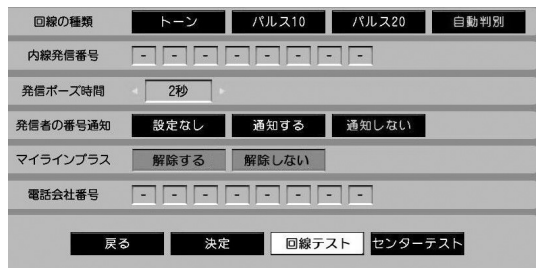 回線の種類 トーン パルス10 パルス20 自動判別
内線発信番号 - - - - - - - -
発信ポーズ時間 2秒
発信者の番号通知 設定なし 通知する 通知しない
マイラインプラス 解除する 解除しない
電話会社番号 - - - - - - - -
戻る 決定 回線テスト センターテスト